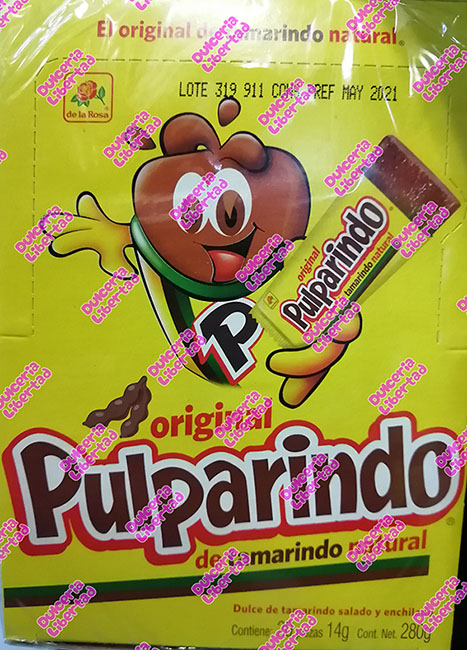 El original de tamarindo natural®
LOTE 319 911 CONS PREF MAY 2021
de la Rosa®
original
Pulparindo
de tamarindo natural
P
original
Pulparindo®
de tamarindo natural
Dulce de tamarindo salado y enchilado
Contiene: 20 piezas 14g Cont. Net. 280g
Dulcería
Libertad